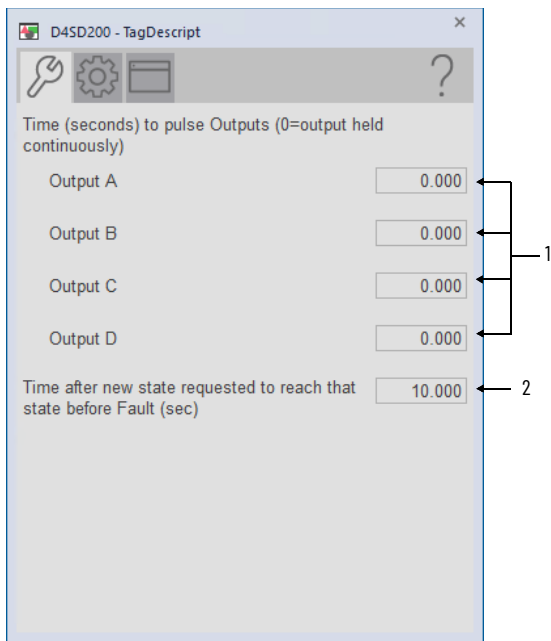 D4SD200 - TagDescript
Time (seconds) to pulse Outputs (0=output held
continuously)
Output A 0.000
Output B 0.000
1
Output C 0.000
Output D 0.000
Time after new state requested to reach that
state before Fault (sec) 10.000 2